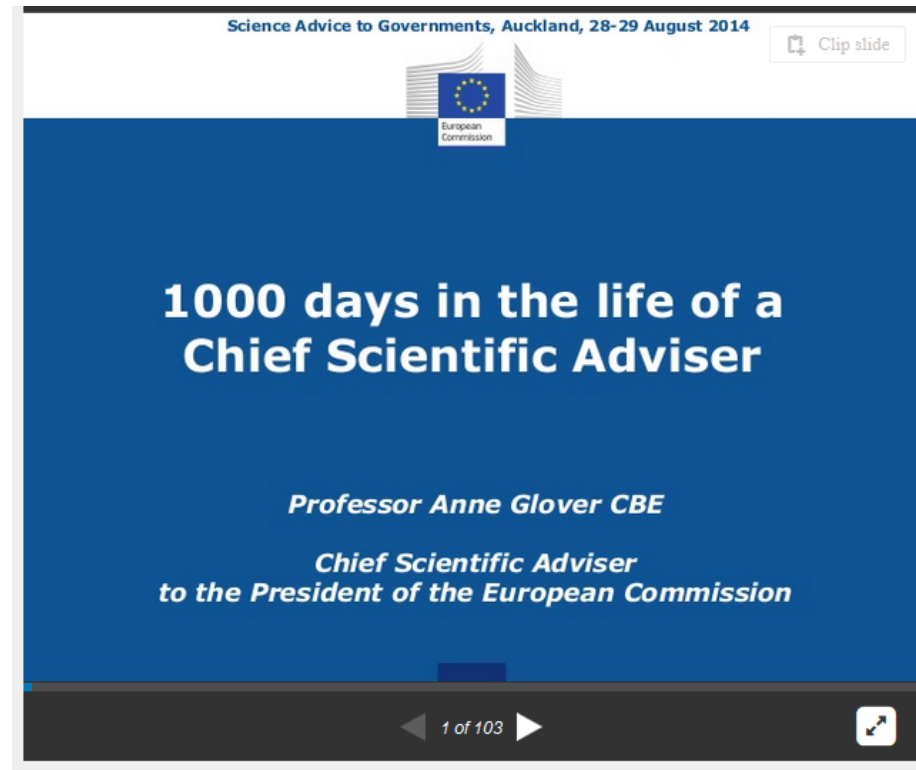 Science Advice to Governments, Auckland, 28-29 August 2014
Clip slide
European
Commission
1000 days in the life of a
Chief Scientific Adviser
Professor Anne Glover CBE
Chief Scientific Adviser
to the President of the European Commission
1 of 103